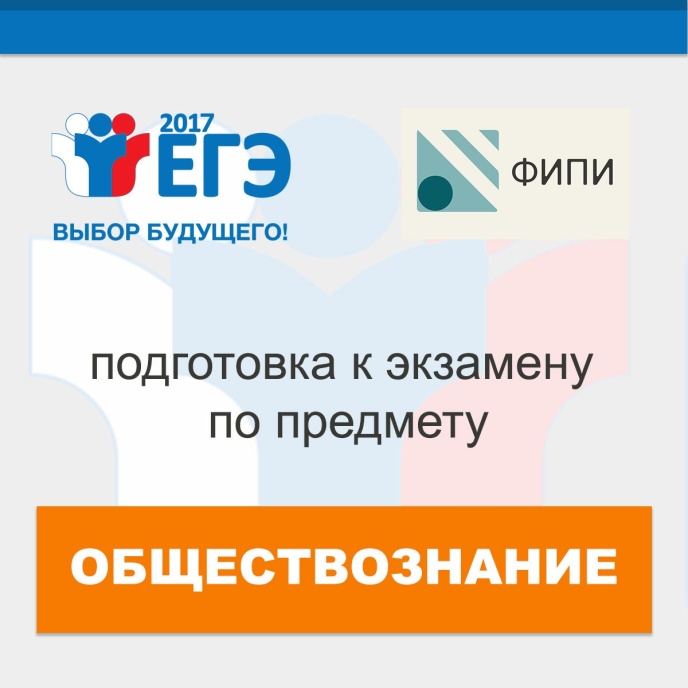 2017
ЕГЭ
ВЫБОР БУДУЩЕГО!
ФИПИ
подготовка к экзамену
по предмету
ОБЩЕСТВОЗНАНИЕ